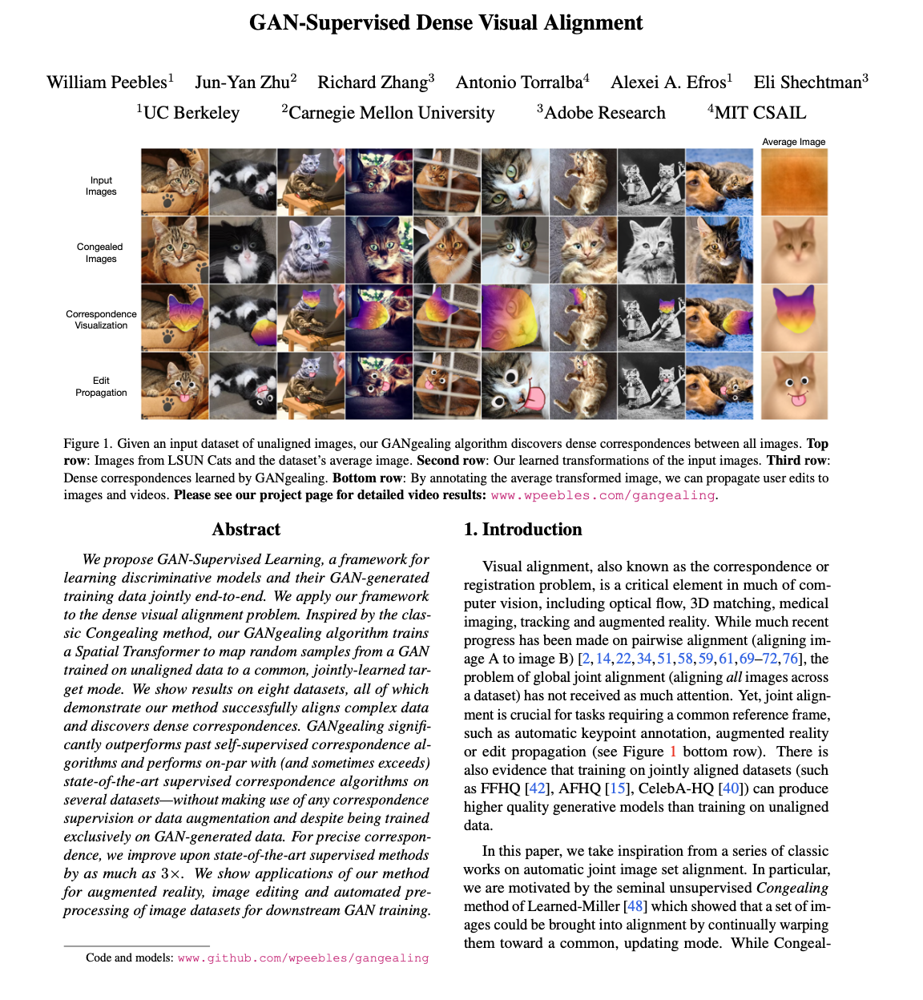 GAN-Supervised Dense Visual Alignment
William Peebles1 Jun-Yan Zhu2 Richard Zhang3 Antonio Torralba4 Alexei A. Efros1 Eli Shechtman3
1UC Berkeley 2Carnegie Mellon University 3Adobe Research 4MIT CSAIL
Average Image
Input
Images
Congealed
Images
Correspondence
Visualization
Edit
Propagation
Figure 1. Given an input dataset of unaligned images, our GANgealing algorithm discovers dense correspondences between all images. Top
row: Images from LSUN Cats and the dataset's average image. Second row: Our learned transformations of the input images. Third row:
Dense correspondences learned by GANgealing. Bottom row: By annotating the average transformed image, we can propagate user edits to
images and videos. Please see our project page for detailed video results: www.wpeebles.com/gangealing.
Abstract
We propose GAN-Supervised Learning, a framework for
learning discriminative models and their GAN-generated
training data jointly end-to-end. We apply our framework
to the dense visual alignment problem. Inspired by the clas-
sic Congealing method, our GANgealing algorithm trains
a Spatial Transformer to map random samples from a GAN
trained on unaligned data to a common, jointly-learned tar-
get mode. We show results on eight datasets, all of which
demonstrate our method successfully aligns complex data
and discovers dense correspondences. GANgealing signifi-
cantly outperforms past self-supervised correspondence al-
gorithms and performs on-par with (and sometimes exceeds)
state-of-the-art supervised correspondence algorithms on
several datasets—without making use of any correspondence
supervision or data augmentation and despite being trained
exclusively on GAN-generated data. For precise correspon-
dence, we improve upon state-of-the-art supervised methods
by as much as 3×. We show applications of our method
for augmented reality, image editing and automated pre-
processing of image datasets for downstream GAN training.
Code and models: www.github.com/wpeebles/gangealing
1. Introduction
Visual alignment, also known as the correspondence or
registration problem, is a critical element in much of com-
puter vision, including optical flow, 3D matching, medical
imaging, tracking and augmented reality. While much recent
progress has been made on pairwise alignment (aligning im-
age A to image B) [2,14,22,34,51,58,59,61,69–72,76], the
problem of global joint alignment (aligning all images across
a dataset) has not received as much attention. Yet, joint align-
ment is crucial for tasks requiring a common reference frame,
such as automatic keypoint annotation, augmented reality
or edit propagation (see Figure 1 bottom row). There is
also evidence that training on jointly aligned datasets (such
as FFHQ [42], AFHQ [15], CelebA-HQ [40]) can produce
higher quality generative models than training on unaligned
data.
In this paper, we take inspiration from a series of classic
works on automatic joint image set alignment. In particular,
we are motivated by the seminal unsupervised Congealing
method of Learned-Miller [48] which showed that a set of im-
ages could be brought into alignment by continually warping
them toward a common, updating mode. While Congeal-